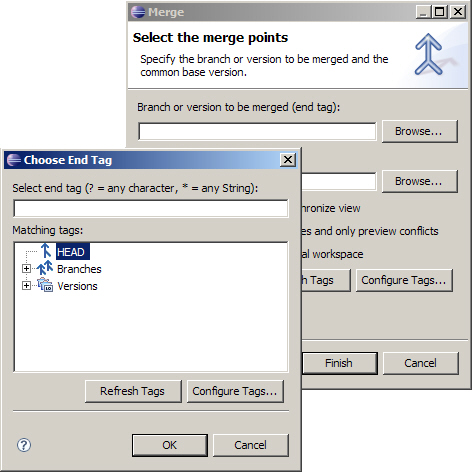 Merge
Select the merge points
Specify the branch or version to be merged and the
common base version.
Branch or version to be merged (end tag):
Browse...
Browse...
hronize view
es and only preview conflicts
al workspace
h Tags
Configure Tags...
Finish
Cancel
Choose End Tag
Select end tag (? = any character, * = any String):
Matching tags:
HEAD
Branches
Versions
Refresh Tags
Configure Tags...
?
OK
Cancel